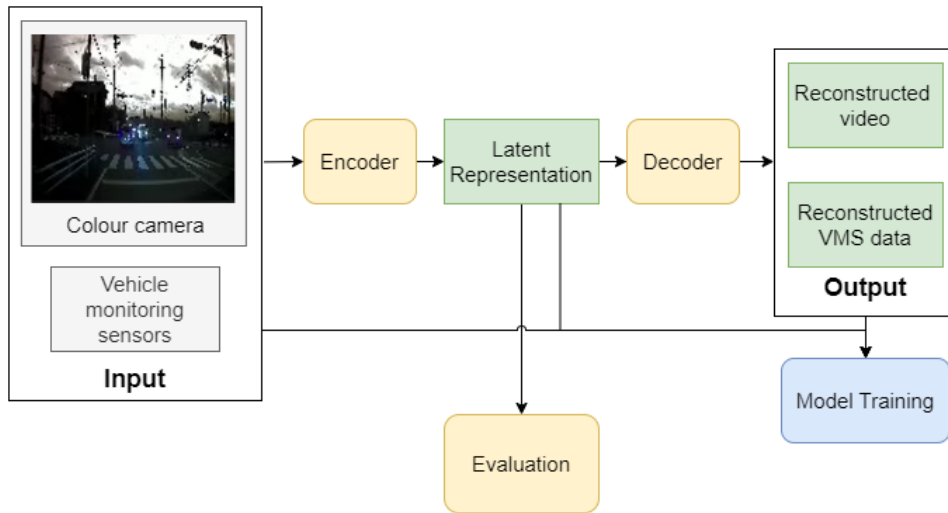 Colour camera
Vehicle
monitoring
sensors
Input
Encoder
Latent
Representation
Decoder
Reconstructed
video
Reconstructed
VMS data
Output
Model Training
Evaluation